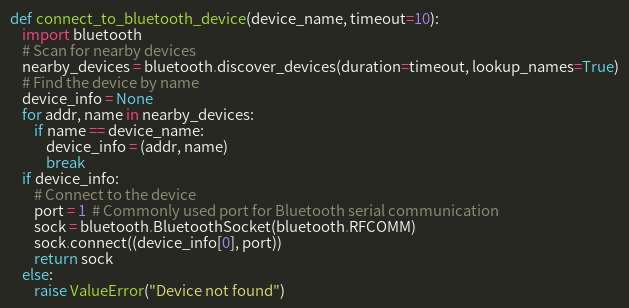 def connect_to_bluetooth_device(device_name, timeout=10):
    import bluetooth
    # Scan for nearby devices
    nearby_devices = bluetooth.discover_devices(duration=timeout, lookup_names=True)
    # Find the device by name
    device_info = None
    for addr, name in nearby_devices:
        if name == device_name:
            device_info = (addr, name)
            break
    if device_info:
        # Connect to the device
        port = 1  # Commonly used port for Bluetooth serial communication
        sock = bluetooth.BluetoothSocket(bluetooth.RFCOMM)
        sock.connect((device_info[0], port))
        return sock
    else:
        raise ValueError("Device not found")